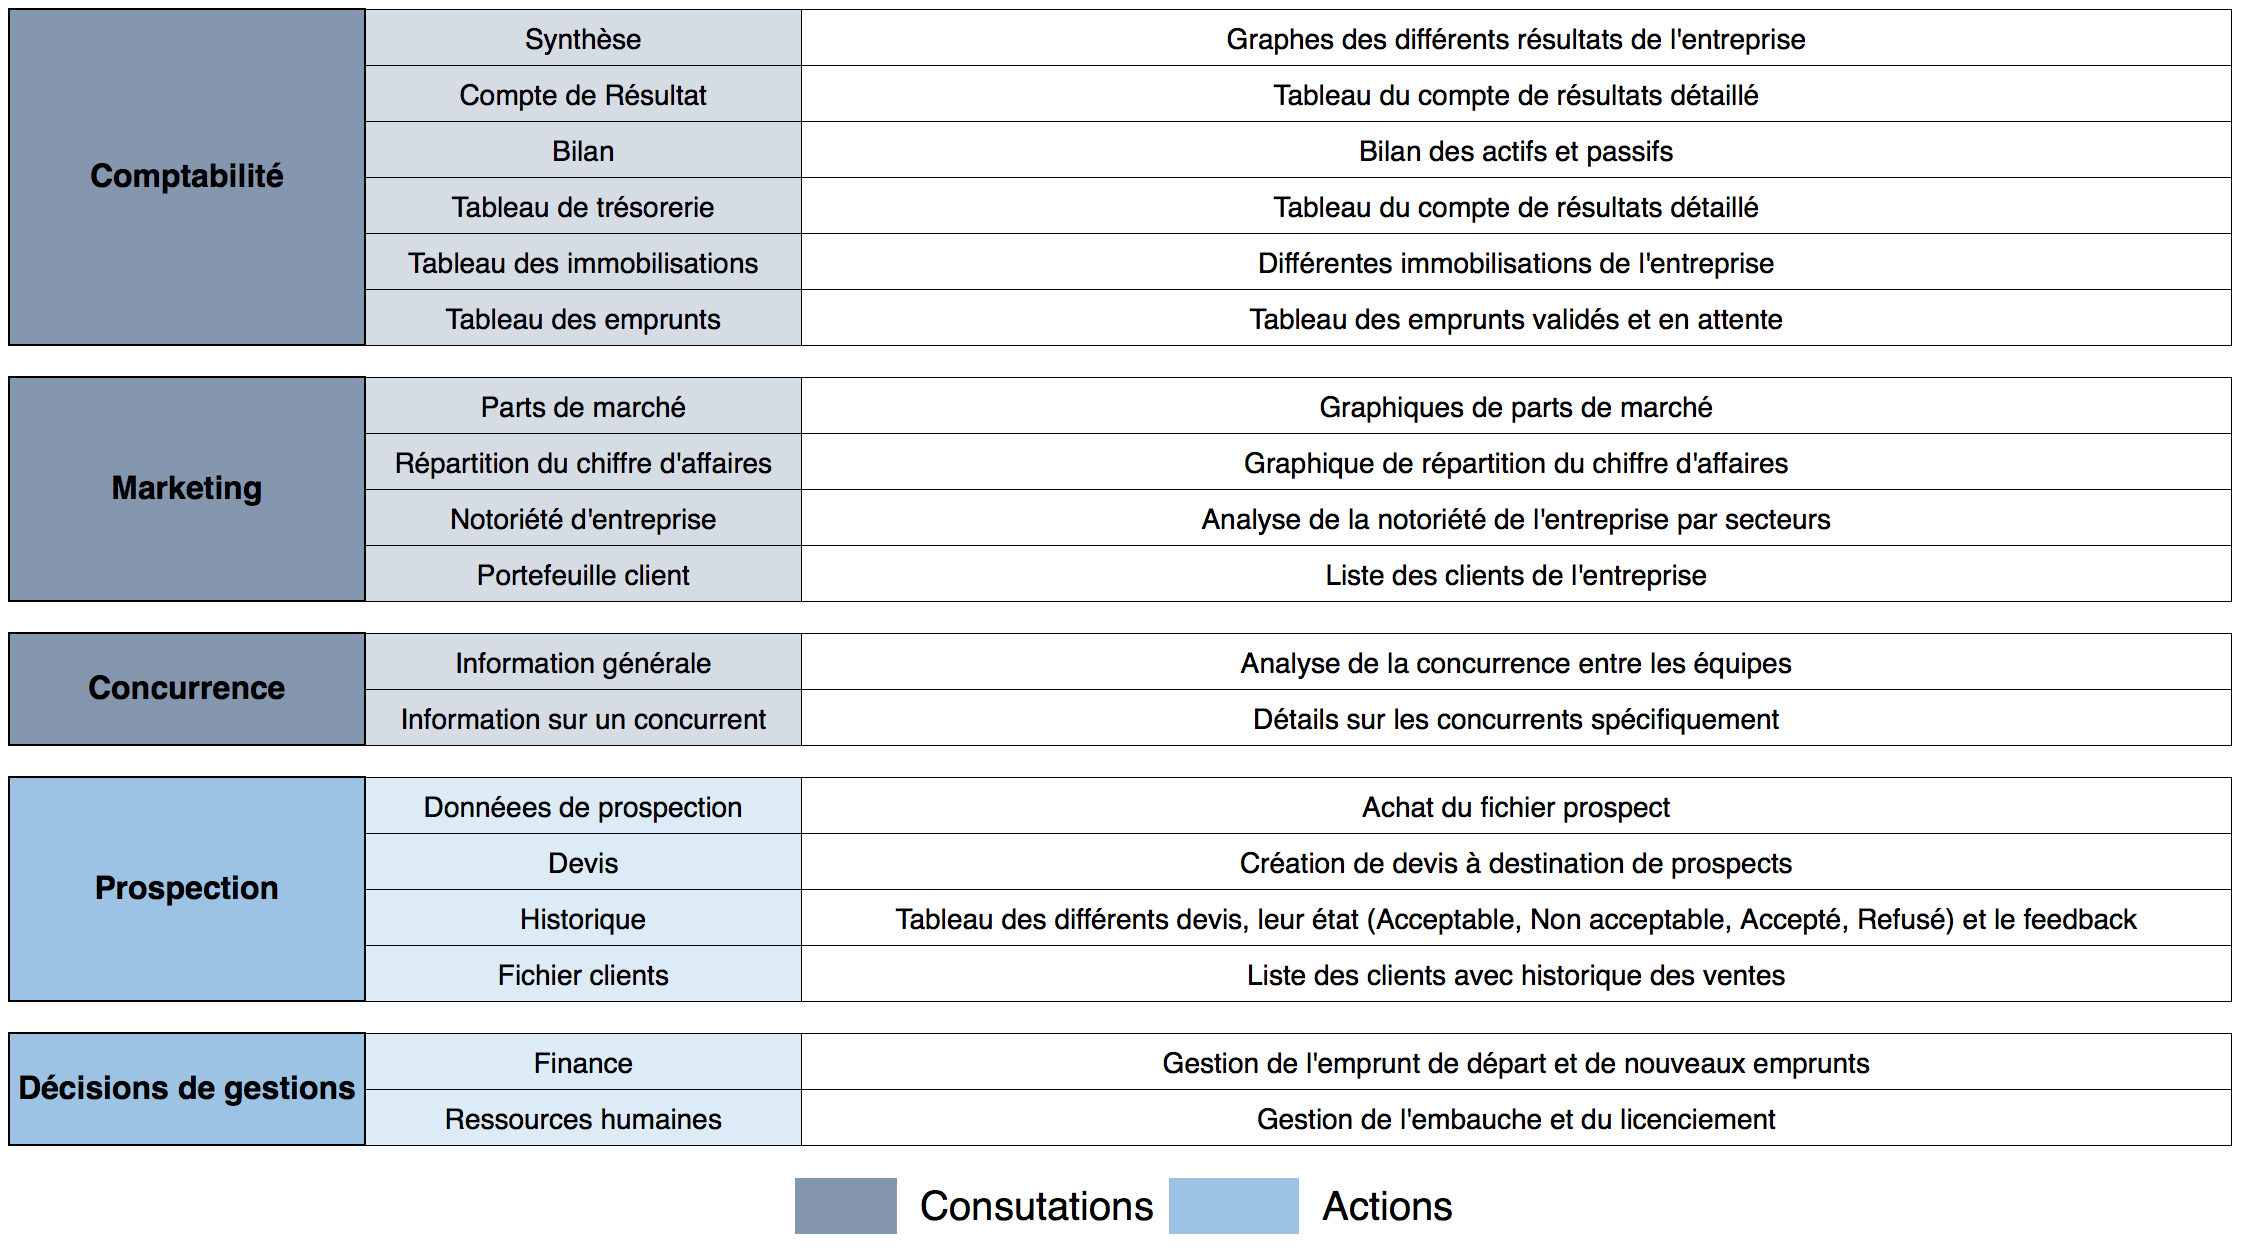 Comptabilité
Synthèse
Graphes des différents résultats de l'entreprise
Compte de Résultat
Tableau du compte de résultats détaillé
Bilan
Bilan des actifs et passifs
Tableau de trésorerie
Tableau du compte de résultats détaillé
Tableau des immobilisations
Différentes immobilisations de l'entreprise
Tableau des emprunts
Tableau des emprunts validés et en attente
Marketing
Parts de marché
Graphiques de parts de marché
Répartition du chiffre d'affaires
Graphique de répartition du chiffre d'affaires
Notoriété d'entreprise
Analyse de la notoriété de l'entreprise par secteurs
Portefeuille client
Liste des clients de l'entreprise
Concurrence
Information générale
Analyse de la concurrence entre les équipes
Information sur un concurrent
Détails sur les concurrents spécifiquement
Prospection
Donnéees de prospection
Achat du fichier prospect
Devis
Création de devis à destination de prospects
Historique
Tableau des différents devis, leur état (Acceptable, Non acceptable, Accepté, Refusé) et le feedback
Fichier clients
Liste des clients avec historique des ventes
Décisions de gestions
Finance
Gestion de l'emprunt de départ et de nouveaux emprunts
Ressources humaines
Gestion de l'embauche et du licenciement
Consutations
Actions